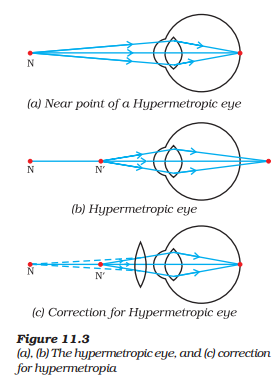 N
(a) Near point of a Hypermetropic eye
N N'
(b) Hypermetropic eye
N N'
(c) Correction for Hypermetropic eye
Figure 11.3
(a), (b) The hypermetropic eye, and (c) correction
for hypermetropia